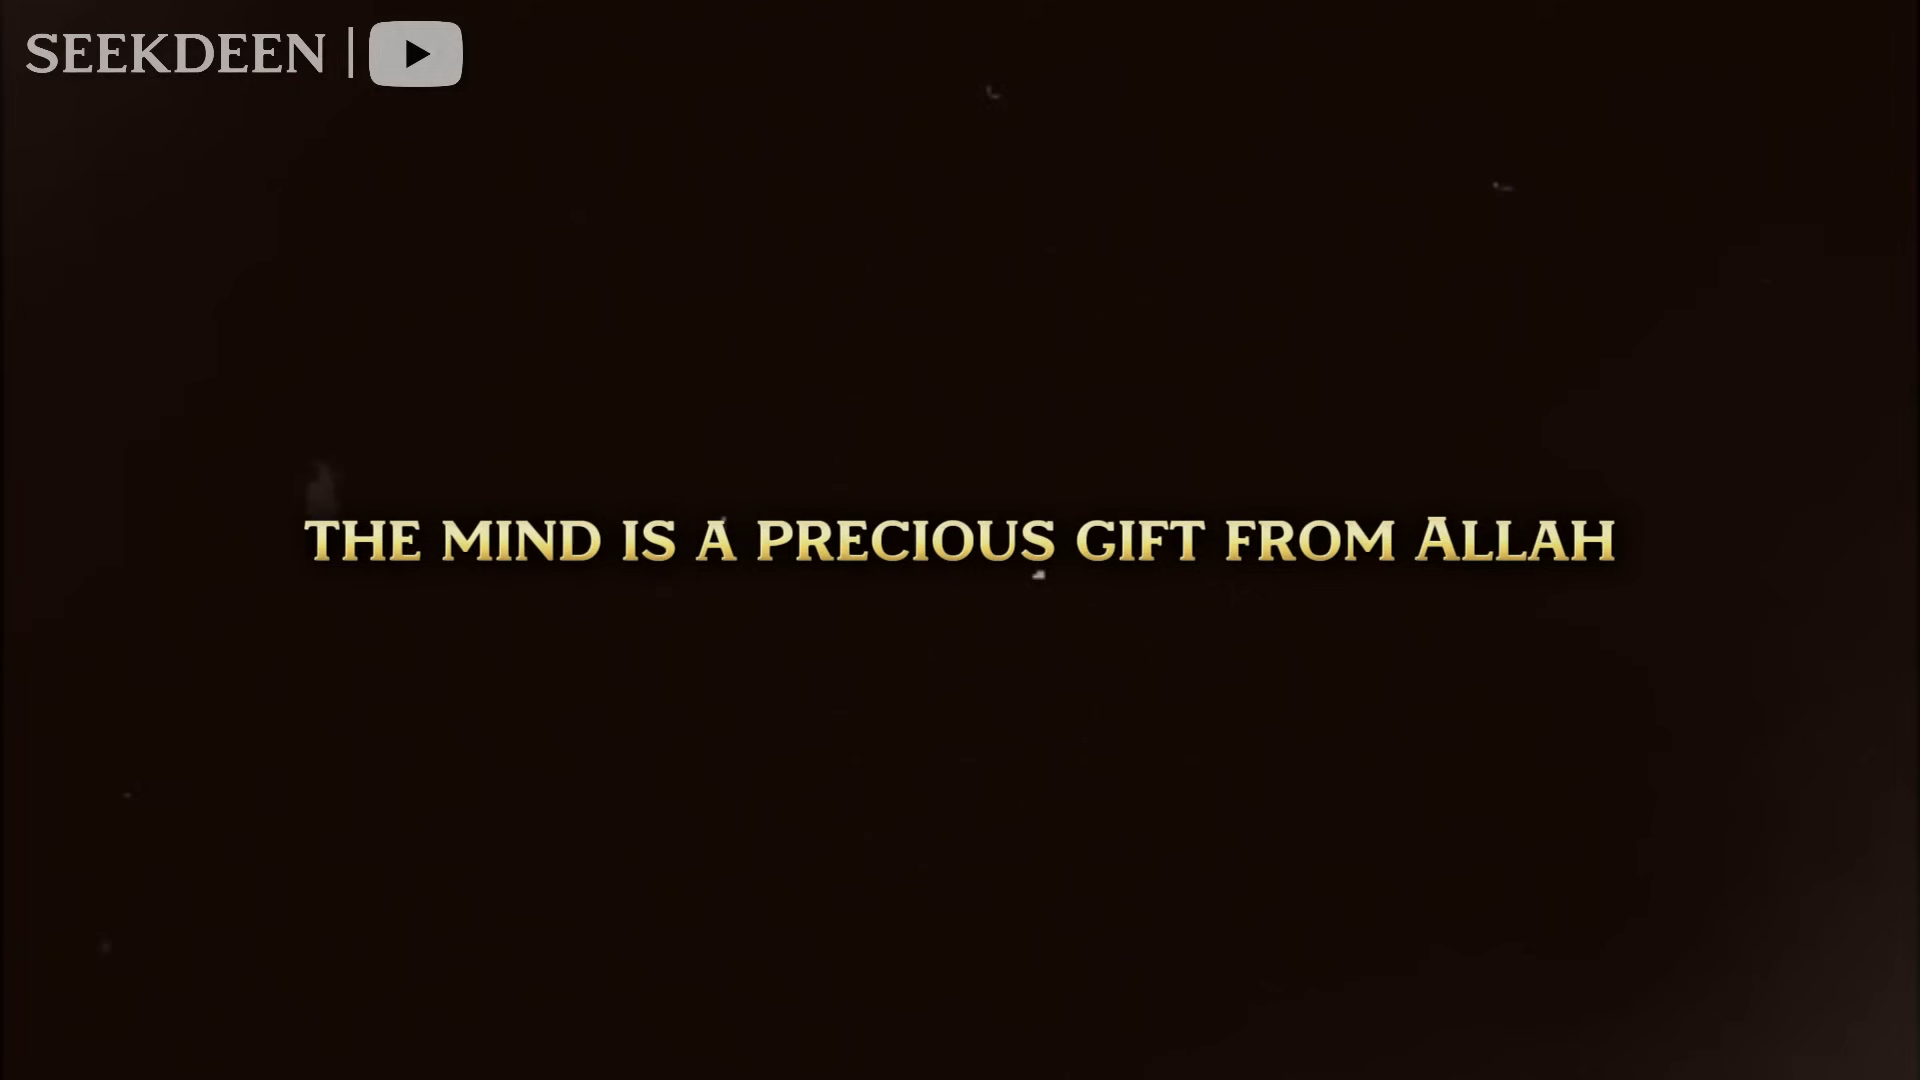 SEEKDEEN |
THE MIND IS A PRECIOUS GIFT FROM ALLAH